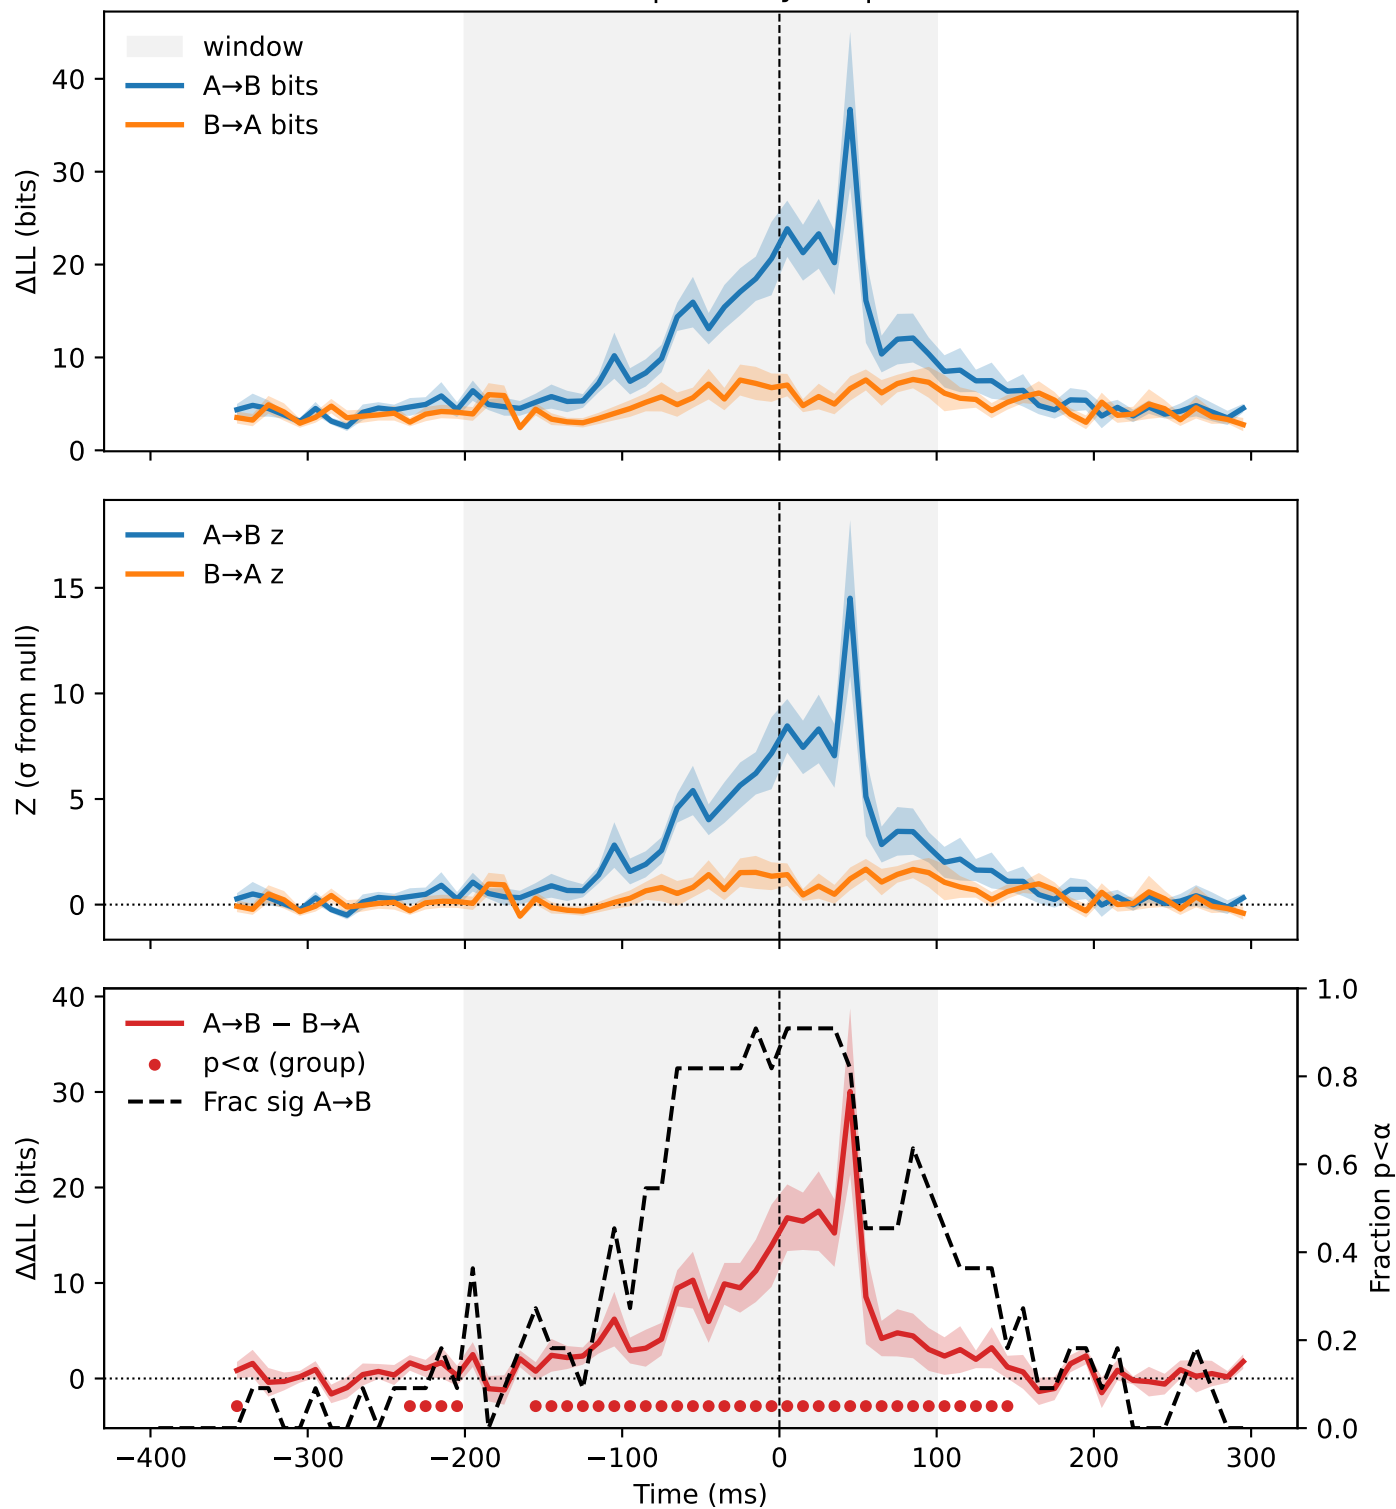 window
A→B bits
B→A bits
ΔLL (bits)
40
30
20
10
0
A→B z
B→A z
Z (σ from null)
15
10
5
0
A→B − B→A
p<α (group)
Frac sig A→B
ΔΔLL (bits)
40
30
20
10
0
1.0
0.8
0.6
0.4
0.2
0.0
Fraction p<α
−400 −300 −200 −100 0 100 200 300
Time (ms)